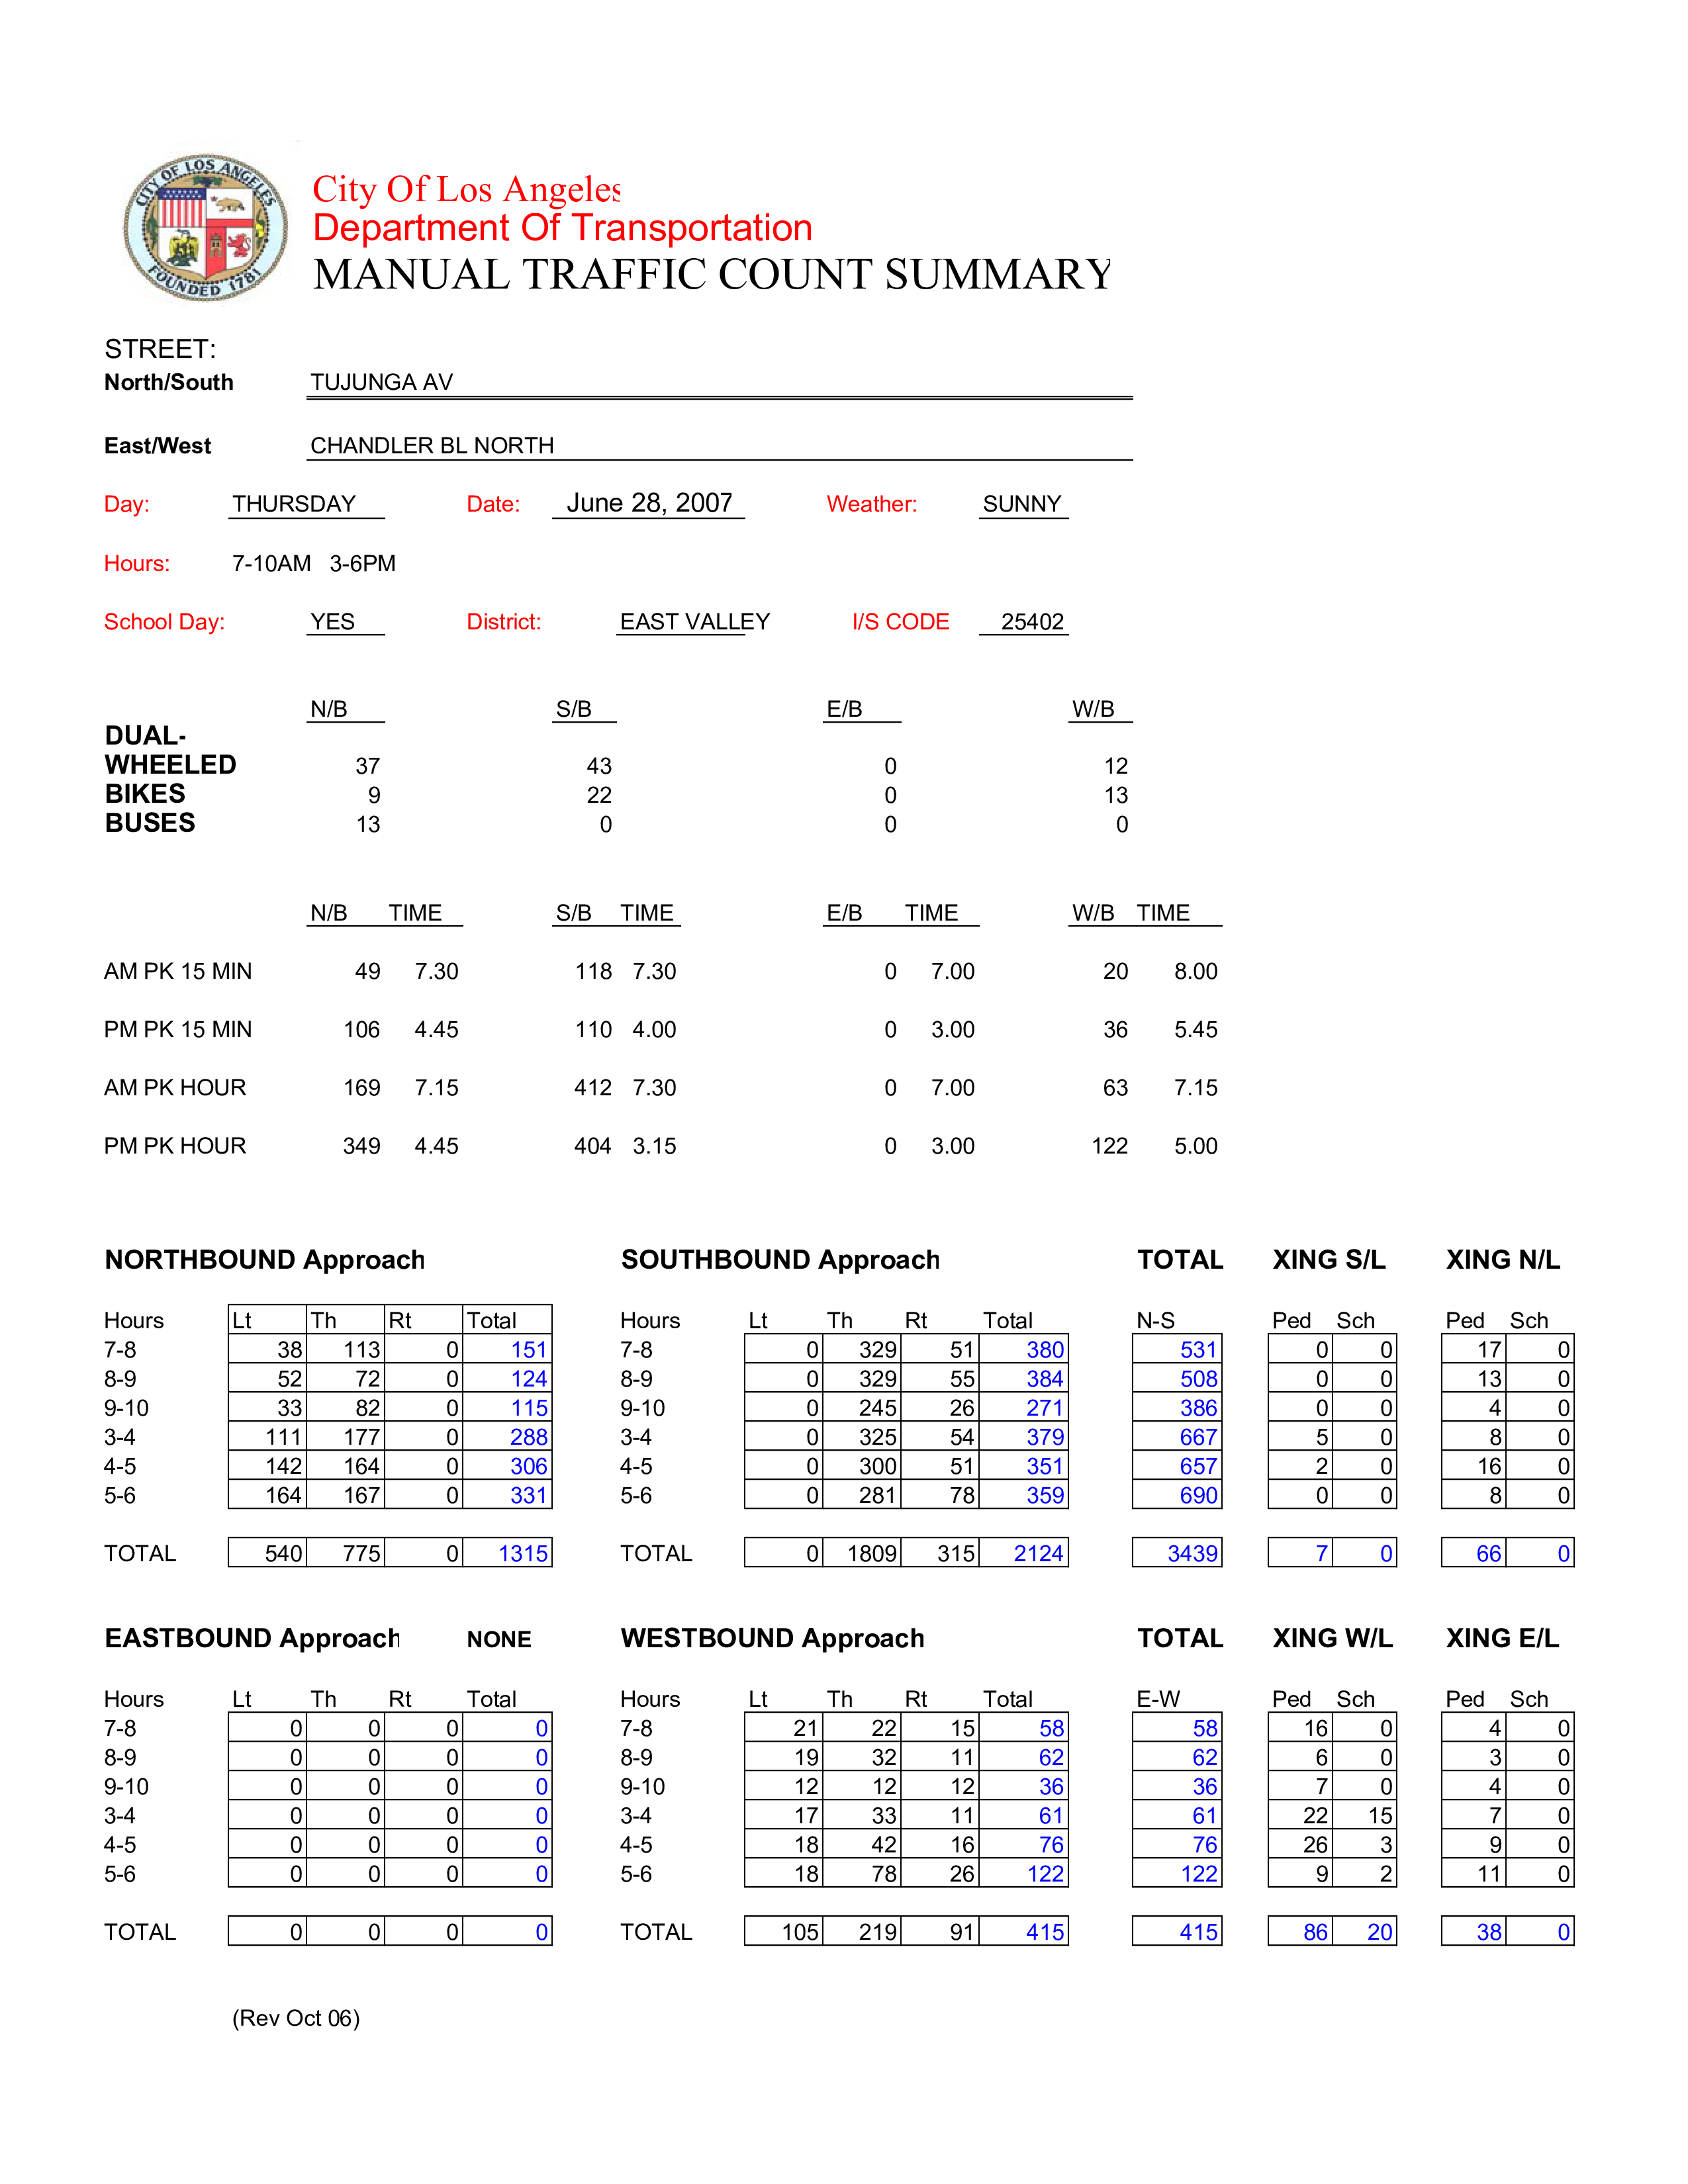 CITY OF LOS ANGELES
FOUNDED 1781
City Of Los Angeles
Department Of Transportation
MANUAL TRAFFIC COUNT SUMMARY
STREET:
North/South TUJUNGA AV
East/West CHANDLER BL NORTH
Day: THURSDAY Date: June 28, 2007 Weather: SUNNY
Hours: 7-10AM 3-6PM
School Day: YES District: EAST VALLEY I/S CODE 25402
N/B S/B E/B W/B
DUAL-
WHEELED 37 43 0 12
BIKES 9 22 0 13
BUSES 13 0 0 0
N/B TIME S/B TIME E/B TIME W/B TIME
AM PK 15 MIN 49 7.30 118 7.30 0 7.00 20 8.00
PM PK 15 MIN 106 4.45 110 4.00 0 3.00 36 5.45
AM PK HOUR 169 7.15 412 7.30 0 7.00 63 7.15
PM PK HOUR 349 4.45 404 3.15 0 3.00 122 5.00
NORTHBOUND Approach SOUTHBOUND Approach TOTAL XING S/L XING N/L
Hours Lt Th Rt Total Hours Lt Th Rt Total N-S Ped Sch Ped Sch
7-8 38 113 0 151 7-8 0 329 51 380 531 0 0 17 0
8-9 52 72 0 124 8-9 0 329 55 384 508 0 0 13 0
9-10 33 82 0 115 9-10 0 245 26 271 386 0 0 4 0
3-4 111 177 0 288 3-4 0 325 54 379 667 5 0 8 0
4-5 142 164 0 306 4-5 0 300 51 351 657 2 0 16 0
5-6 164 167 0 331 5-6 0 281 78 359 690 0 0 8 0
TOTAL 540 775 0 1315 TOTAL 0 1809 315 2124 3439 7 0 66 0
EASTBOUND Approach NONE WESTBOUND Approach TOTAL XING W/L XING E/L
Hours Lt Th Rt Total Hours Lt Th Rt Total E-W Ped Sch Ped Sch
7-8 0 0 0 0 7-8 21 22 15 58 58 16 0 4 0
8-9 0 0 0 0 8-9 19 32 11 62 62 6 0 3 0
9-10 0 0 0 0 9-10 12 12 12 36 36 7 0 4 0
3-4 0 0 0 0 3-4 17 33 11 61 61 22 15 7 0
4-5 0 0 0 0 4-5 18 42 16 76 76 26 3 9 0
5-6 0 0 0 0 5-6 18 78 26 122 122 9 2 11 0
TOTAL 0 0 0 0 TOTAL 105 219 91 415 415 86 20 38 0
(Rev Oct 06)